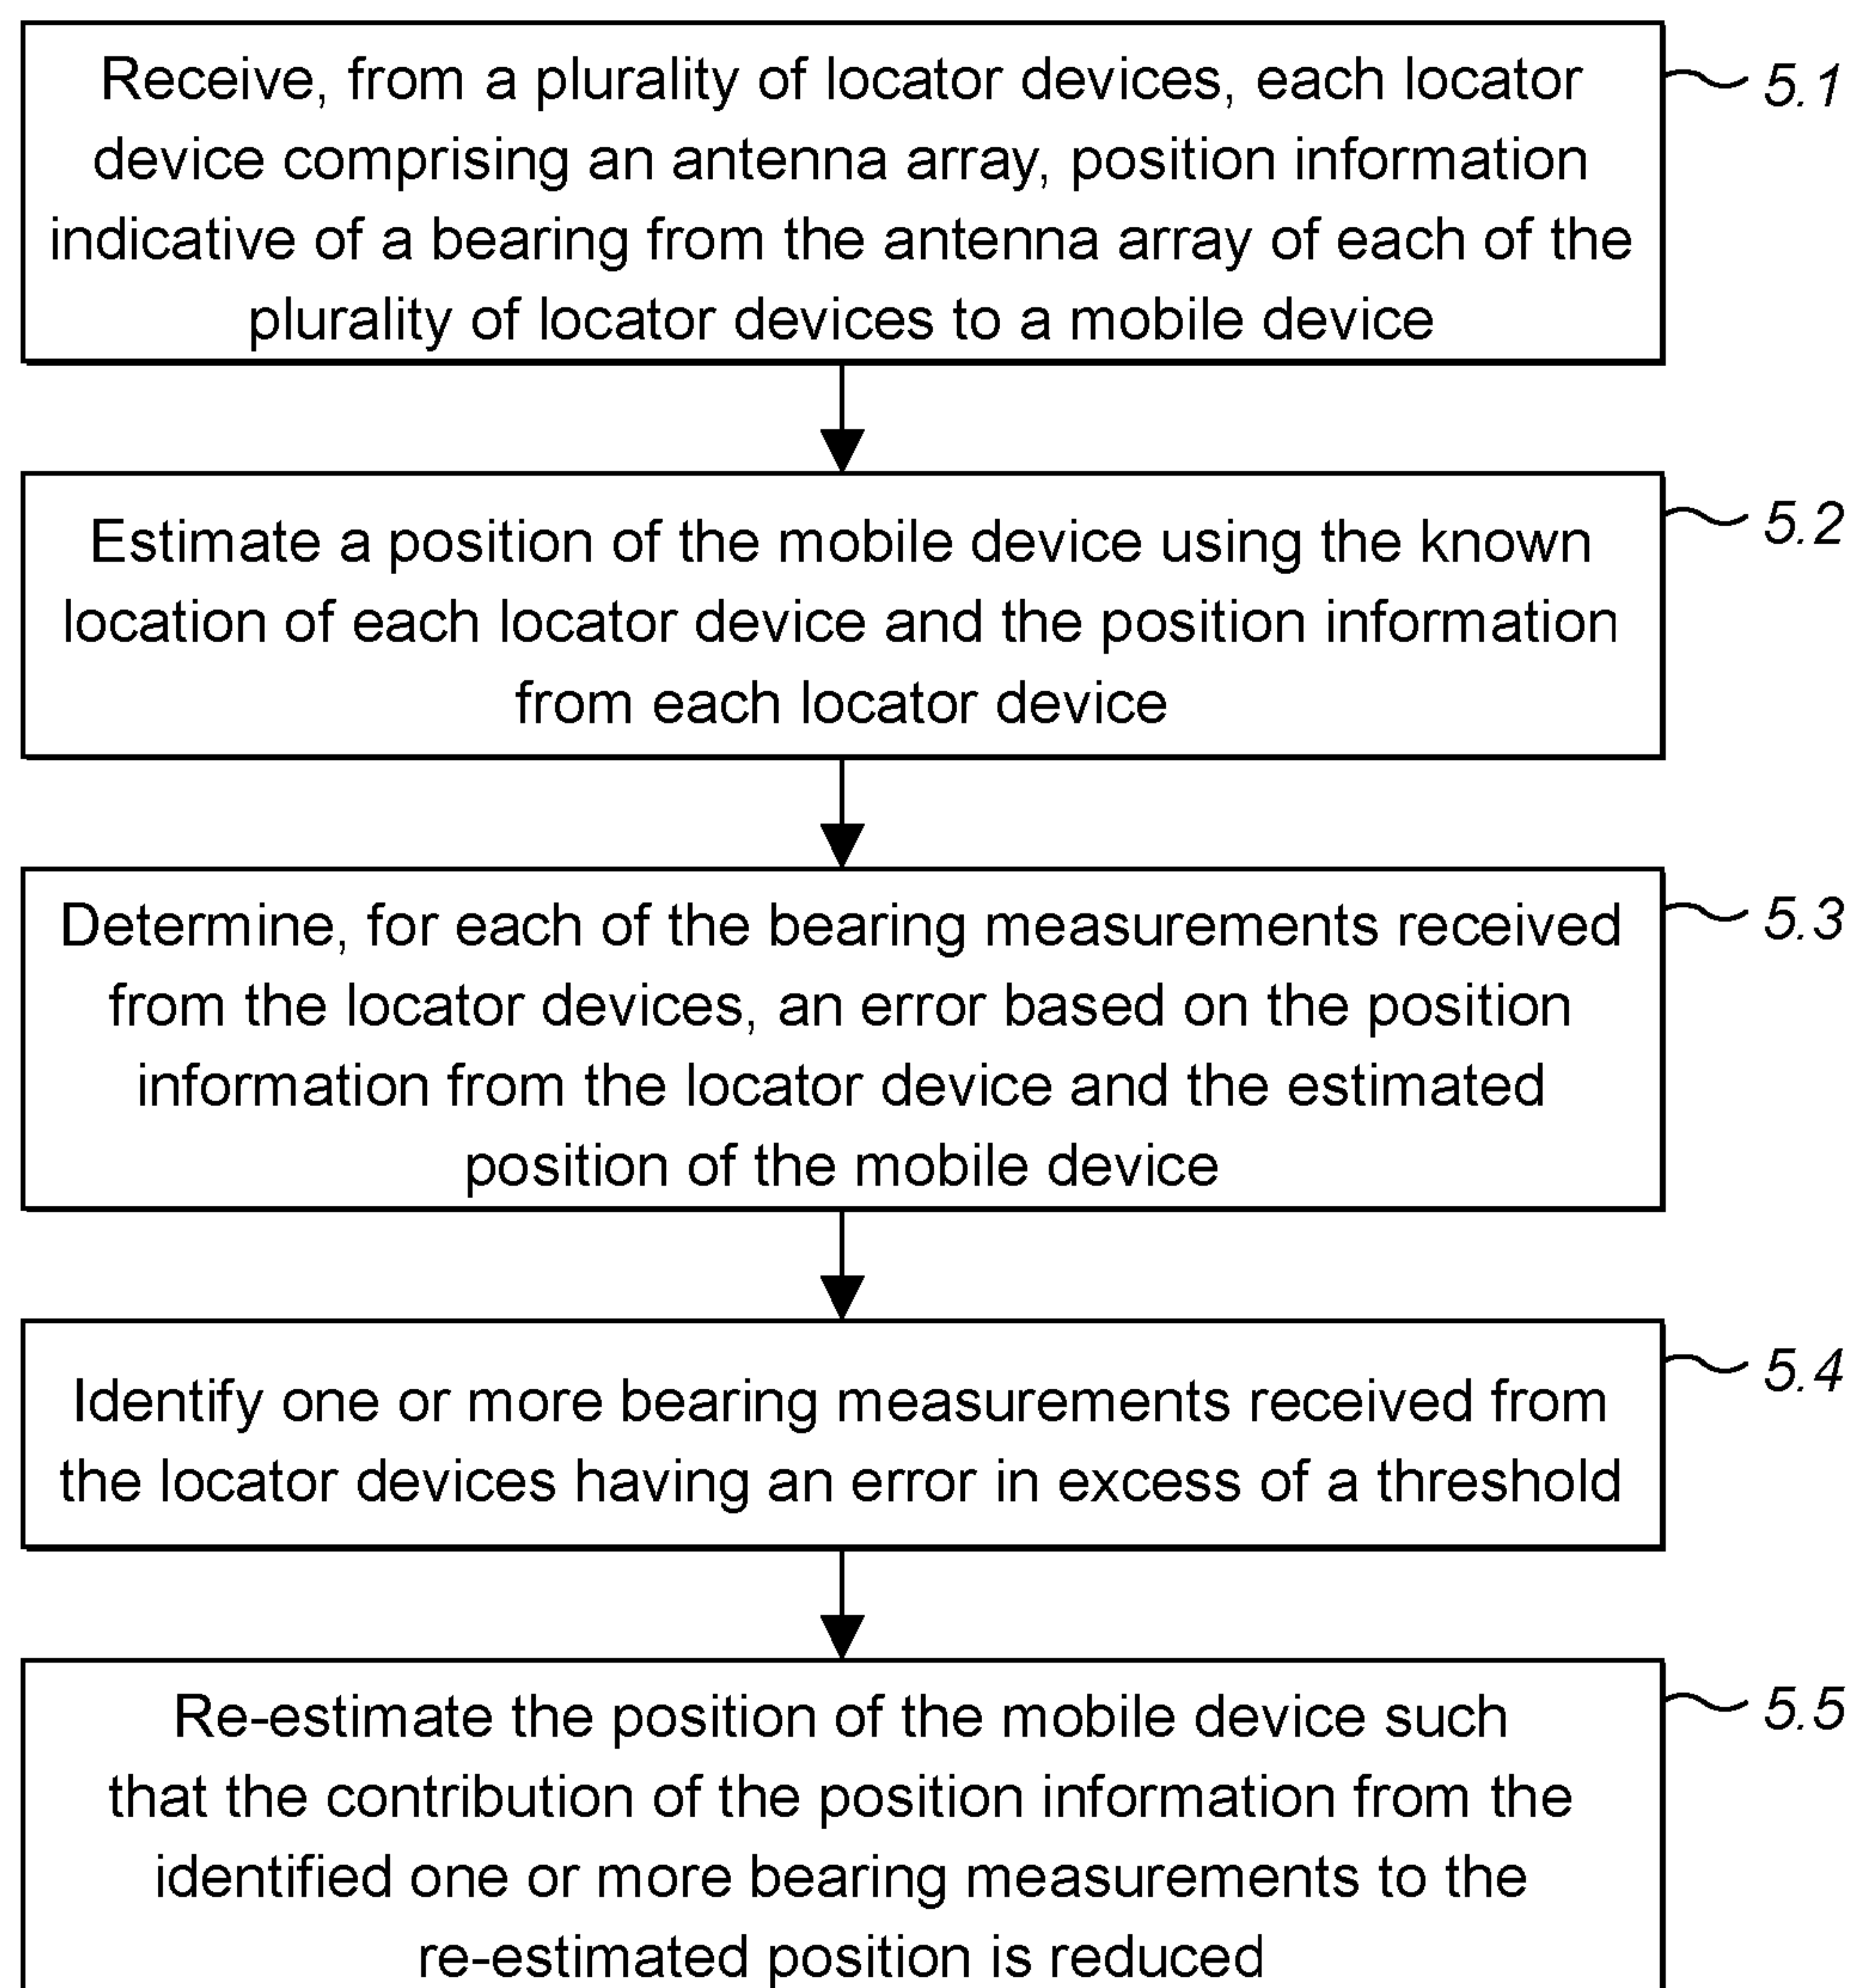 Receive, from a plurality of locator devices, each locator
device comprising an antenna array, position information
indicative of a bearing from the antenna array of each of the
plurality of locator devices to a mobile device
5.1
Estimate a position of the mobile device using the known
location of each locator device and the position information
from each locator device
5.2
Determine, for each of the bearing measurements received
from the locator devices, an error based on the position
information from the locator device and the estimated
position of the mobile device
5.3
Identify one or more bearing measurements received from
the locator devices having an error in excess of a threshold
5.4
Re-estimate the position of the mobile device such
that the contribution of the position information from the
identified one or more bearing measurements to the
re-estimated position is reduced
5.5